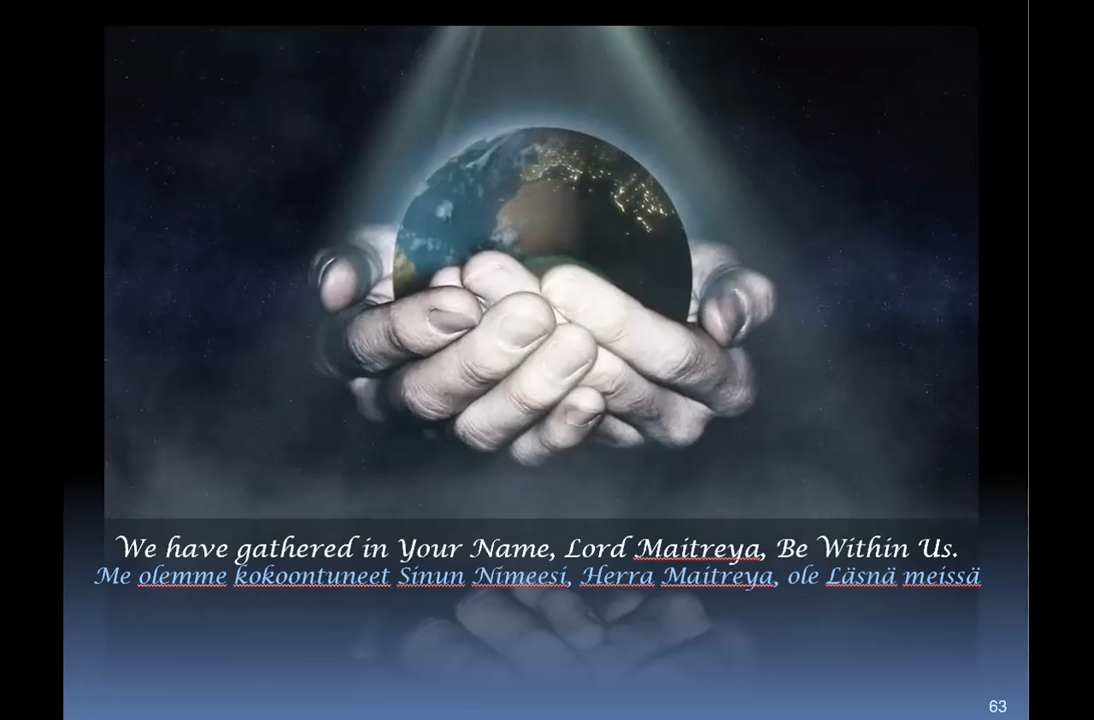 We have gathered in Your Name, Lord Maitreya, Be Within Us.
Me olemme kokoontuneet Sinun Nimeesi, Herra Maitreya, ole Läsnä meissä
63